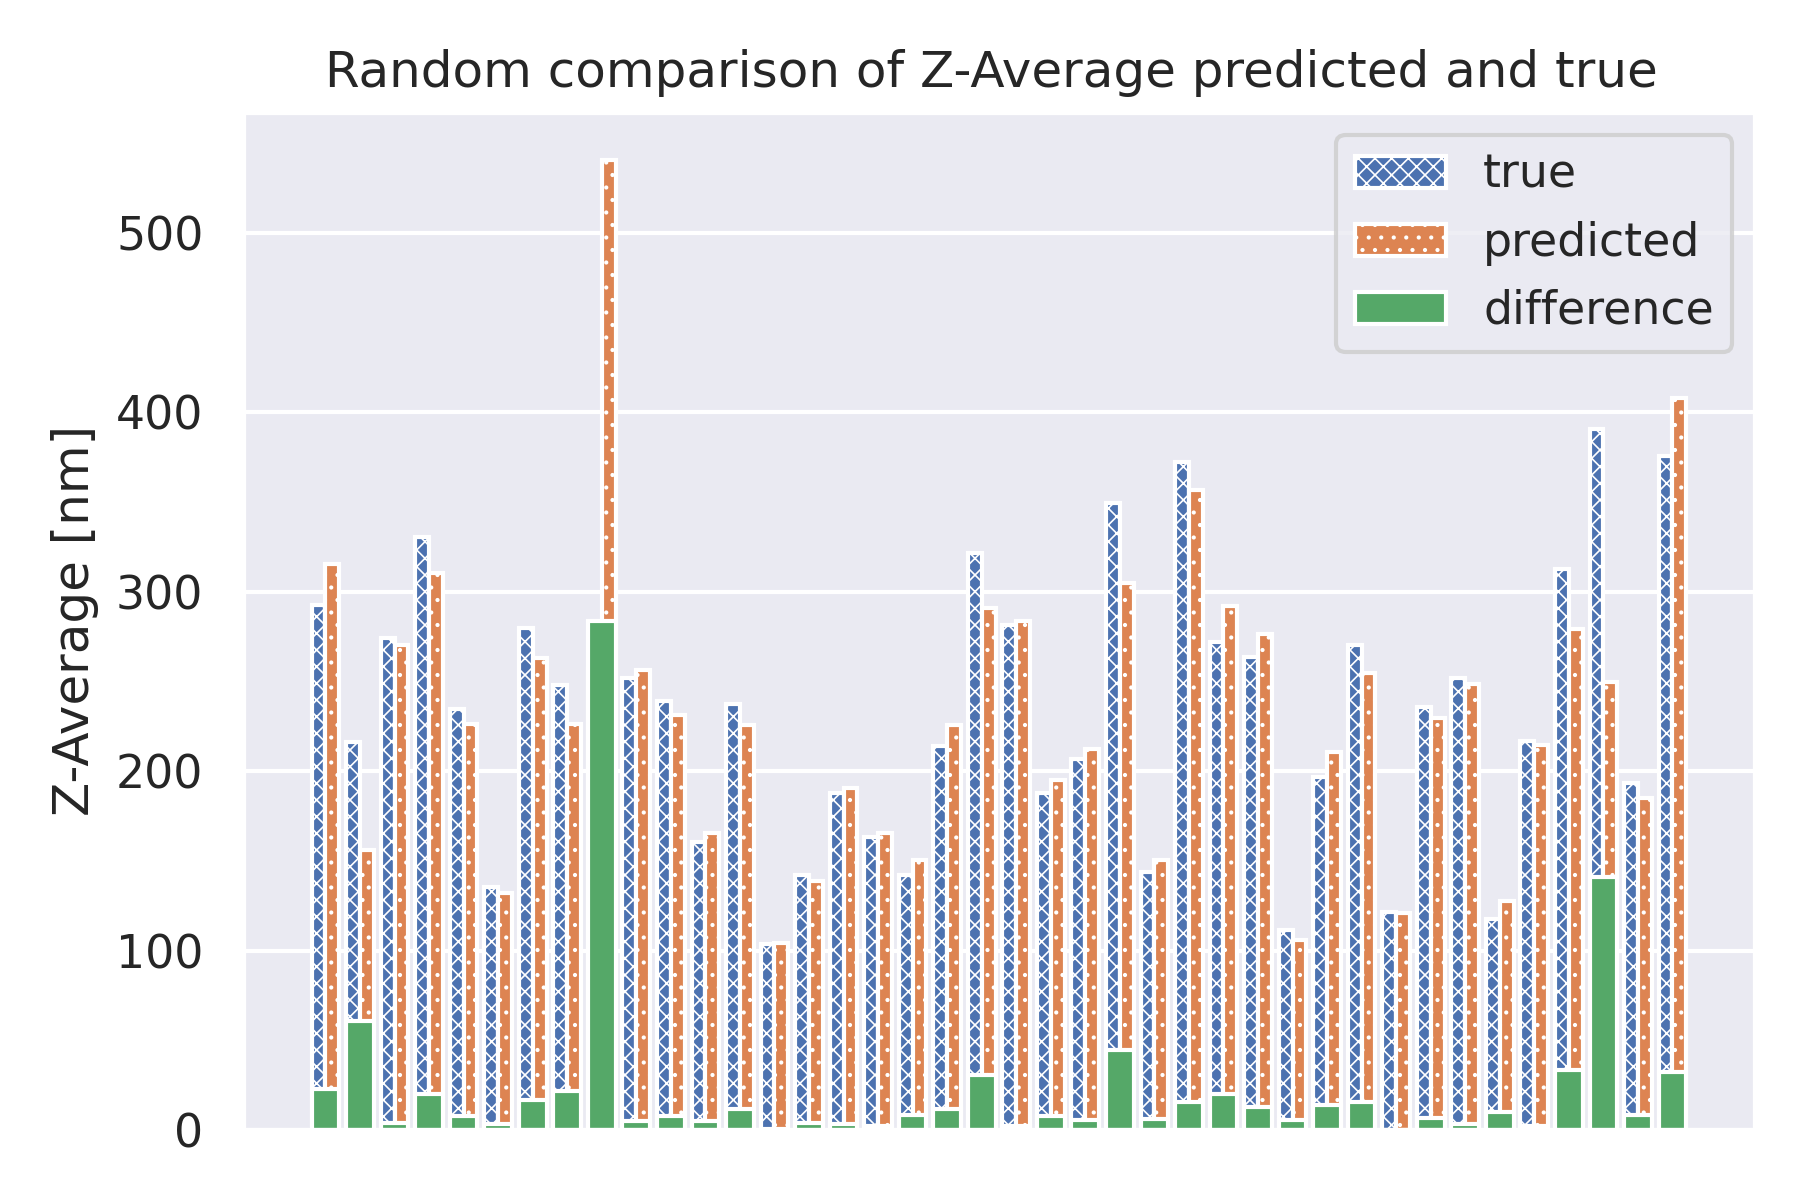 Random comparison of Z-Average predicted and true
true
predicted
difference
Z-Average [nm]
500
400
300
200
100
0